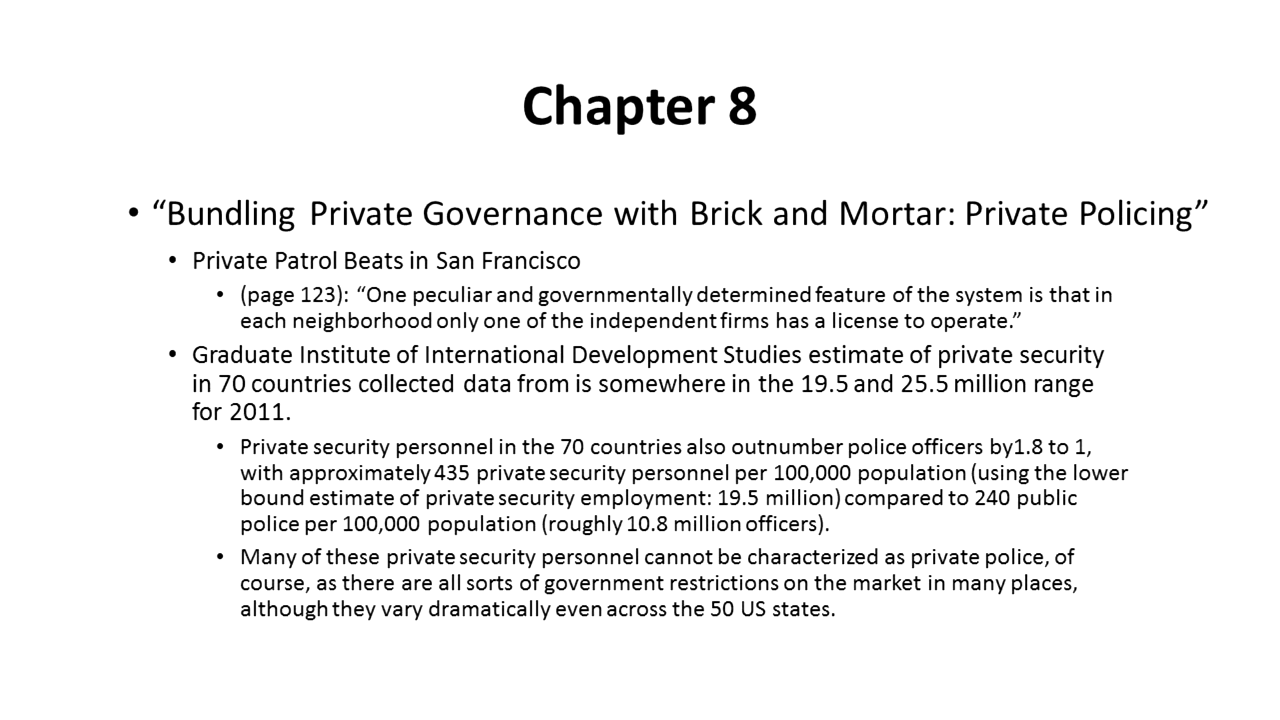 Chapter 8
• “Bundling Private Governance with Brick and Mortar: Private Policing”
• Private Patrol Beats in San Francisco
• (page 123): “One peculiar and governmentally determined feature of the system is that in
each neighborhood only one of the independent firms has a license to operate.”
• Graduate Institute of International Development Studies estimate of private security
in 70 countries collected data from is somewhere in the 19.5 and 25.5 million range
for 2011.
• Private security personnel in the 70 countries also outnumber police officers by1.8 to 1,
with approximately 435 private security personnel per 100,000 population (using the lower
bound estimate of private security employment: 19.5 million) compared to 240 public
police per 100,000 population (roughly 10.8 million officers).
• Many of these private security personnel cannot be characterized as private police, of
course, as there are all sorts of government restrictions on the market in many places,
although they vary dramatically even across the 50 US states.